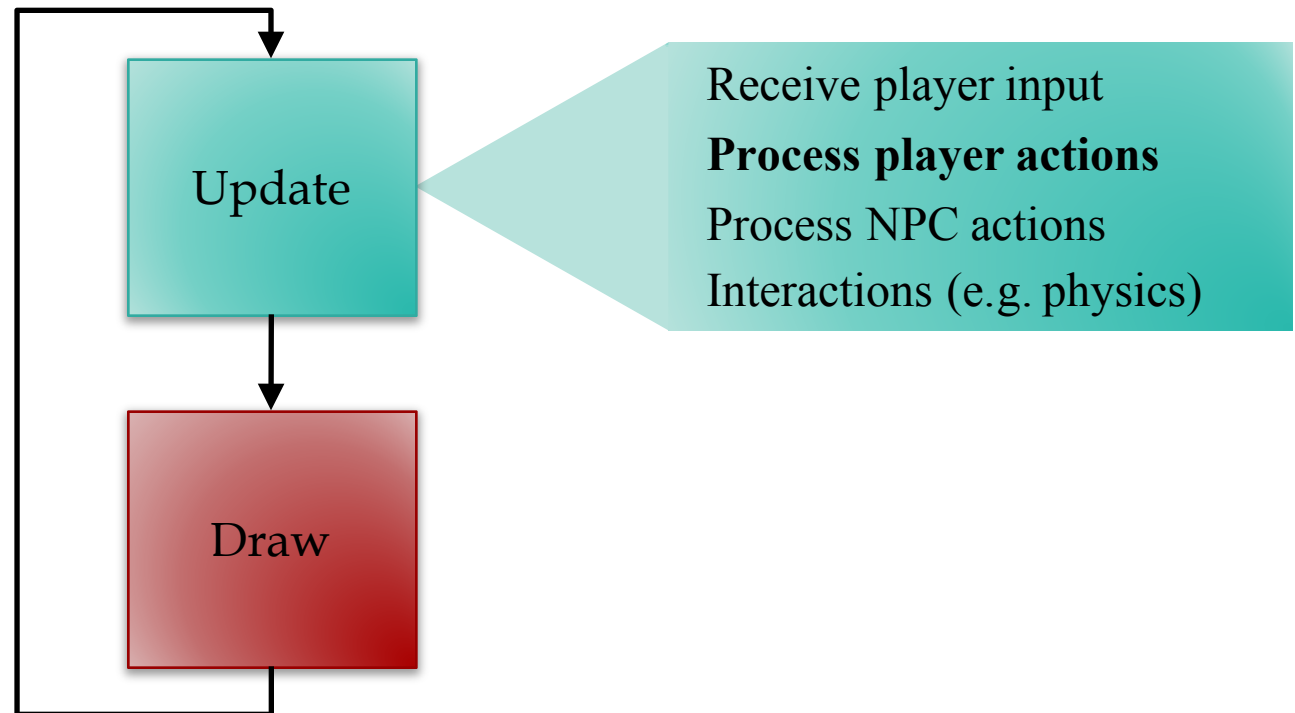 Update
Receive player input
Process player actions
Process NPC actions
Interactions (e.g. physics)
Draw